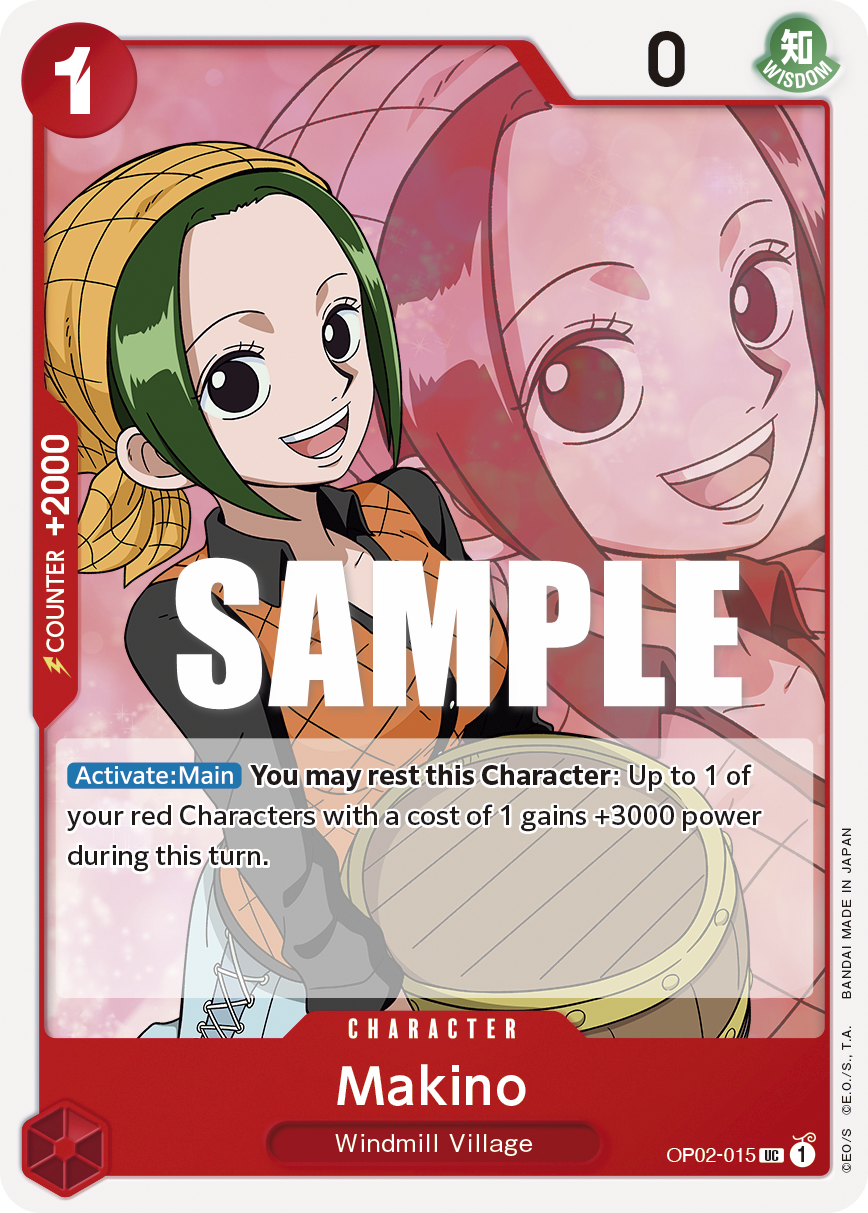 1
0
知
WISDOM
COUNTER +2000
SAMPLE
Activate:Main You may rest this Character: Up to 1 of
your red Characters with a cost of 1 gains +3000 power
during this turn.
CHARACTER
Makino
Windmill Village
OP02-015 UC 1
©EO/S ©E.O./S., T.A. BANDAI MADE IN JAPAN